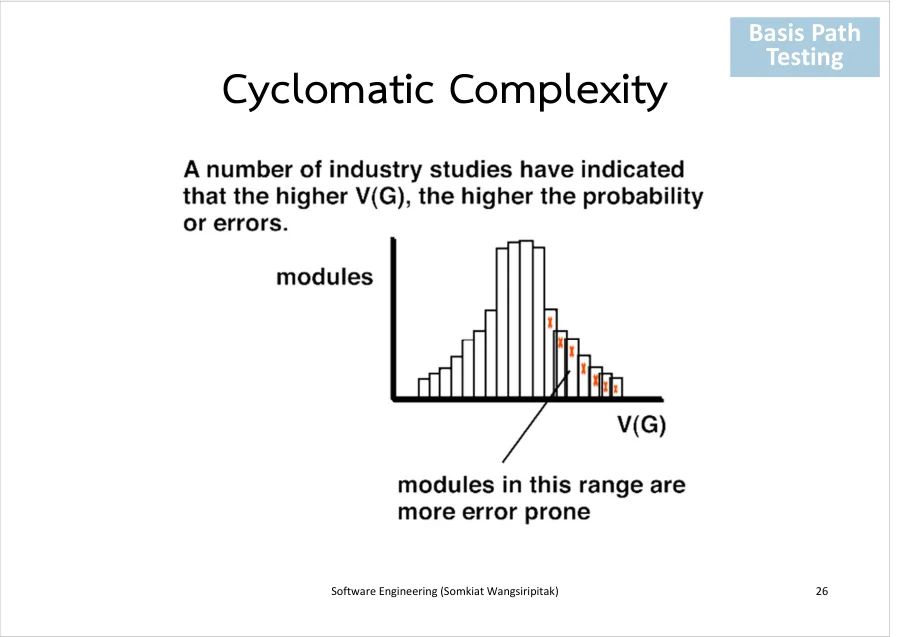 Basis Path
Testing
Cyclomatic Complexity
A number of industry studies have indicated
that the higher V(G), the higher the probability
or errors.
modules
V(G)
modules in this range are
more error prone
Software Engineering (Somkiat Wangsiripitak)
26